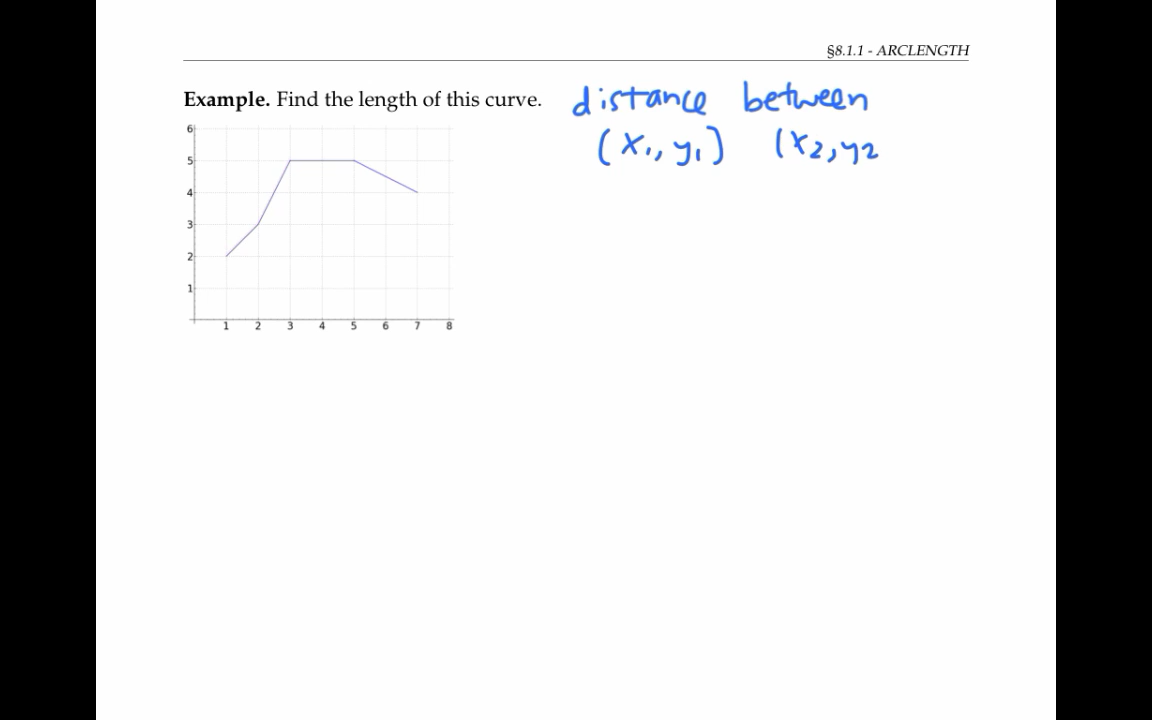 §8.1.1 - ARCLENGTH
Example. Find the length of this curve.
distance between
(x₁, y₁) (x₂, y₂
6
5
4
3
2
1
1 2 3 4 5 6 7 8